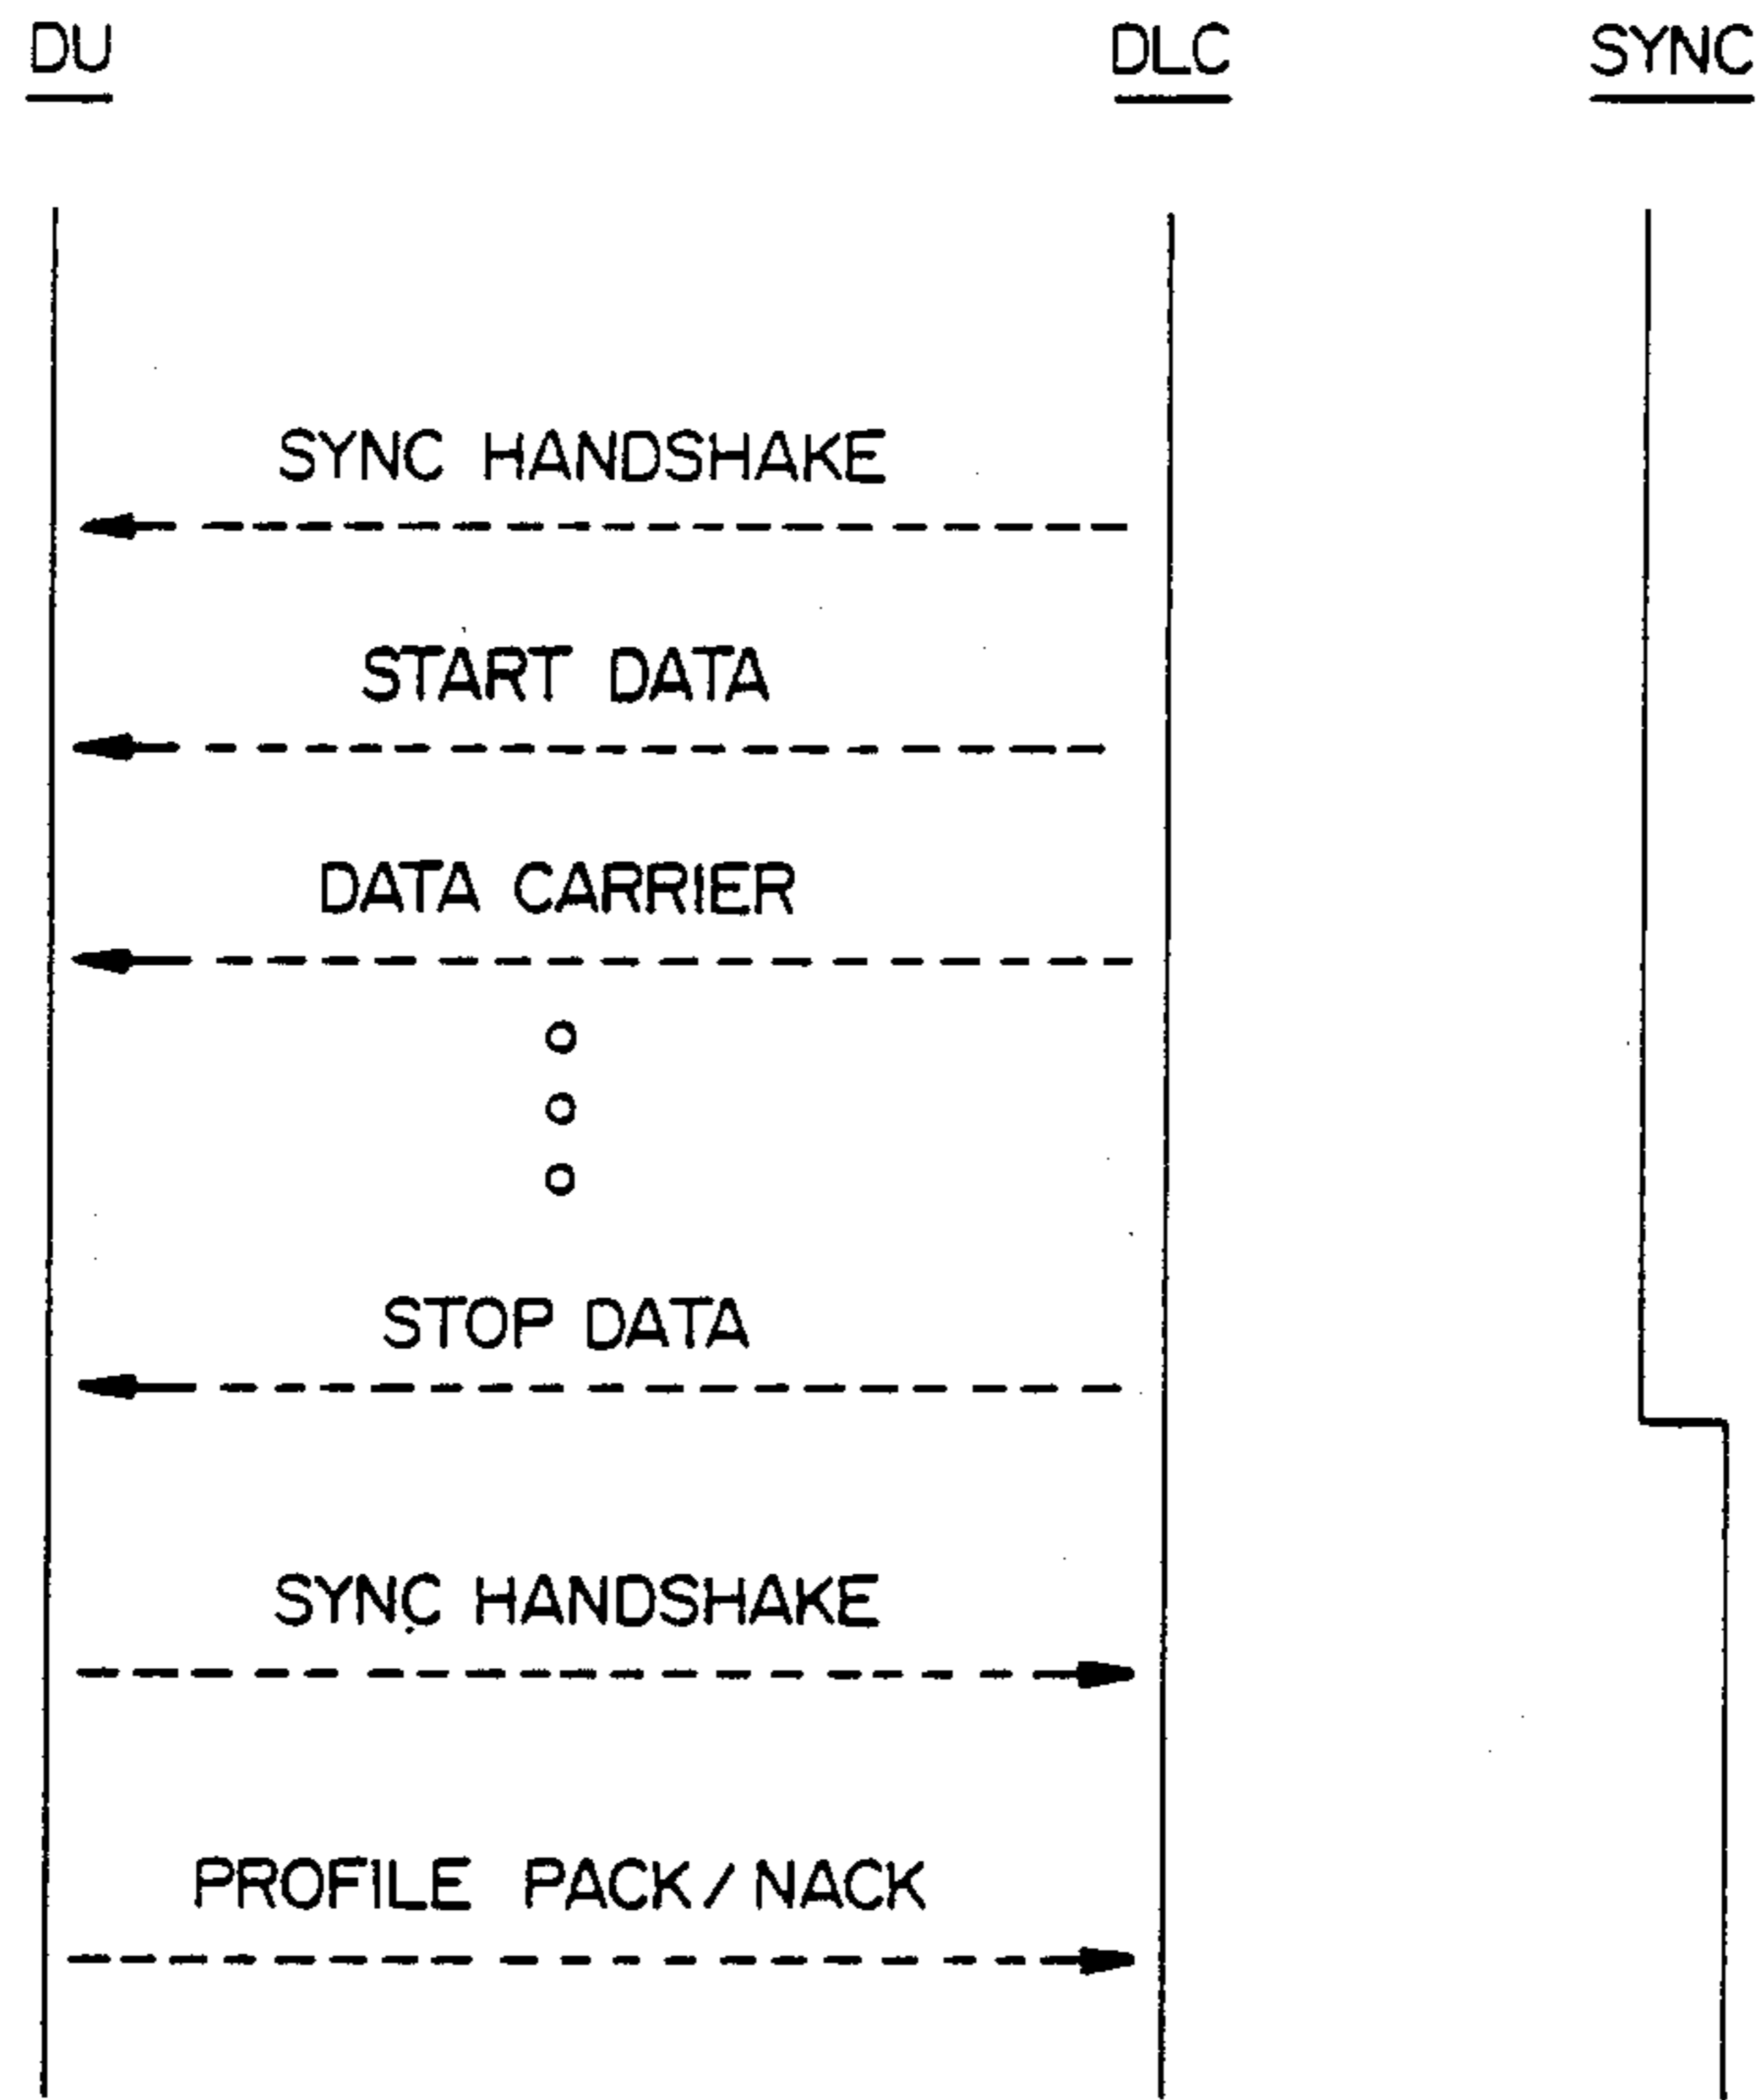 DU DLC SYNC
SYNC HANDSHAKE
START DATA
DATA CARRIER
STOP DATA
SYNC HANDSHAKE
PROFILE PACK/NACK